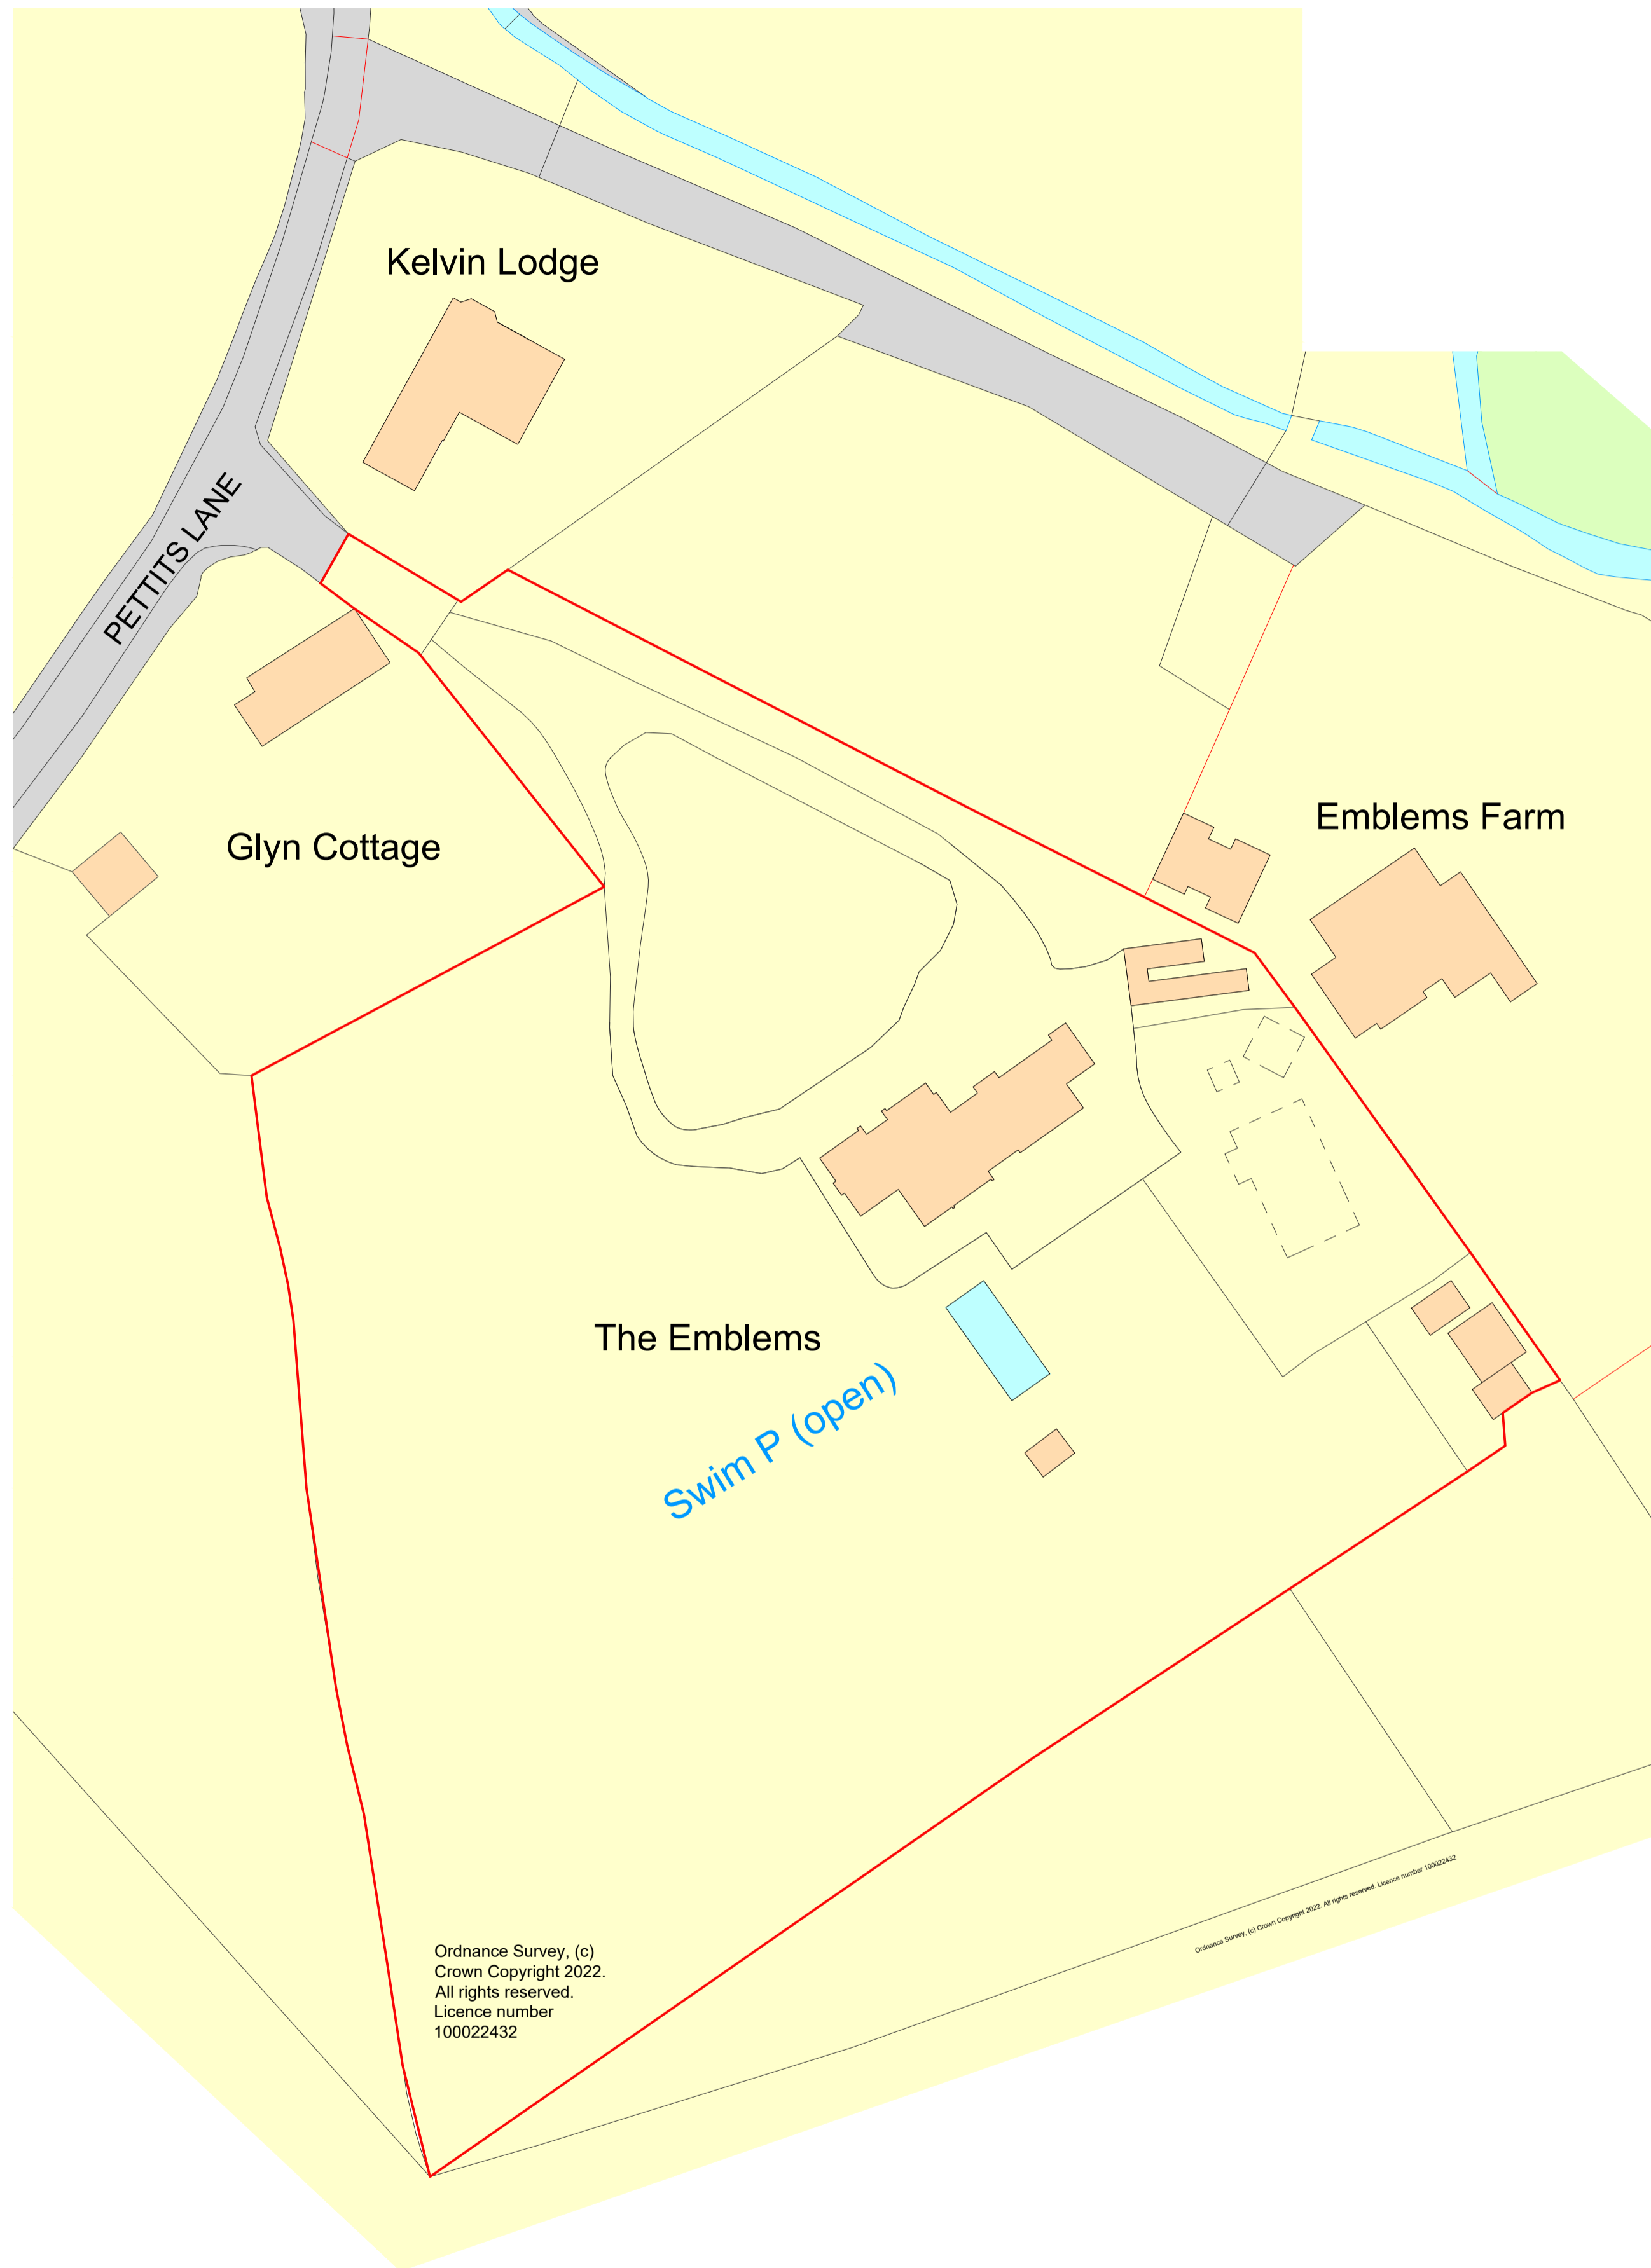 Kelvin Lodge
PETTITS LANE
Emblems Farm
Glyn Cottage
The Emblems
Swim P (open)
Ordnance Survey, (c) Crown Copyright 2022. All rights reserved. Licence number 100022432
Ordnance Survey, (c)
Crown Copyright 2022.
All rights reserved.
Licence number
100022432